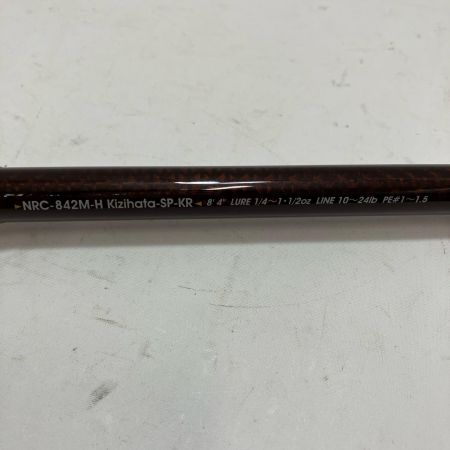 ►NRC-842M-H Kizihata-SP-KR◄ 8' 4" LURE 1/4～1・1/2oz LINE 10～24lb PE#1～1.5